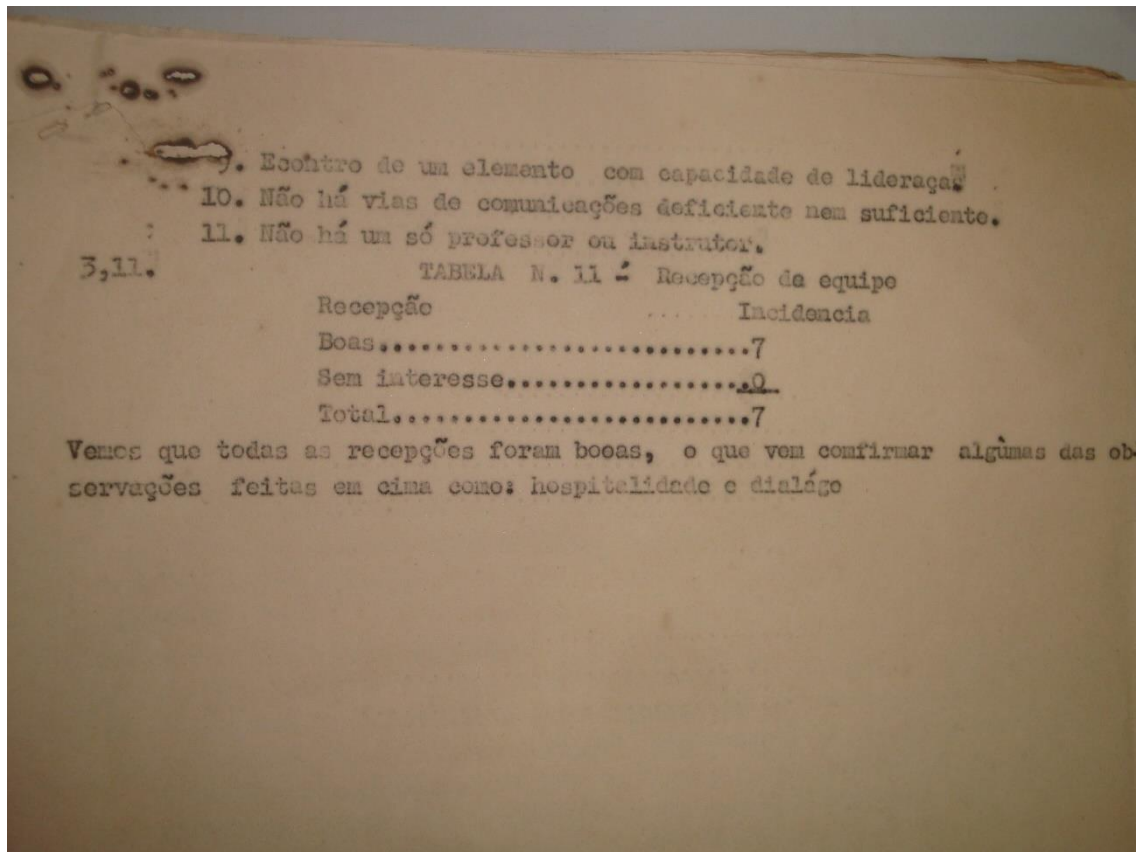 9. Econtro de um elemento com capacidade de lideraças
10. Não há vias de comunicações deficiente nem suficiente.
11. Não há um só professor ou instrutor.
3,11. TABELA N. 11 - Recepção da equipe
Recepção .... Incidencia
Boas.............................7
Sem interesse....................0
Total............................7
Vemos que todas as recepções foram booas, o que vem comfirmar algùmas das ob-
servações feitas em cima como: hospitalidade e dialógo